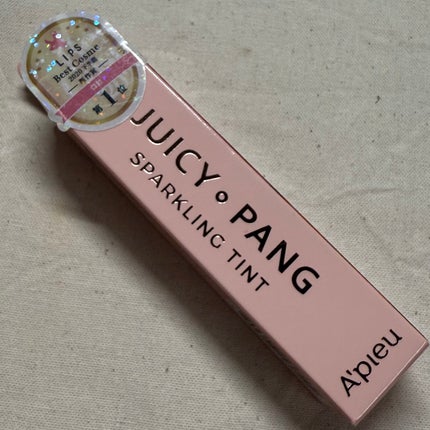 LIPS
Best Cosme
第1位
JUICY PANG
SPARKLING TINT
A'pieu